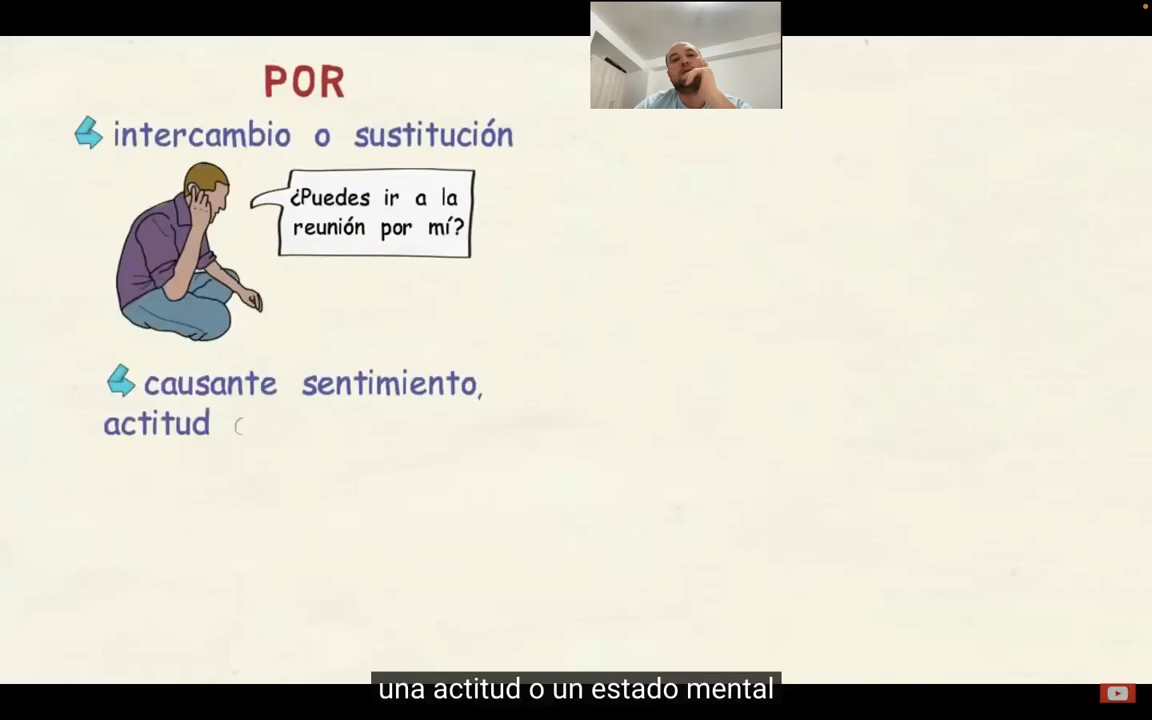 POR
intercambio o sustitución
¿Puedes ir a la
reunión por mí?
causante sentimiento,
actitud
una actitud o un estado mental